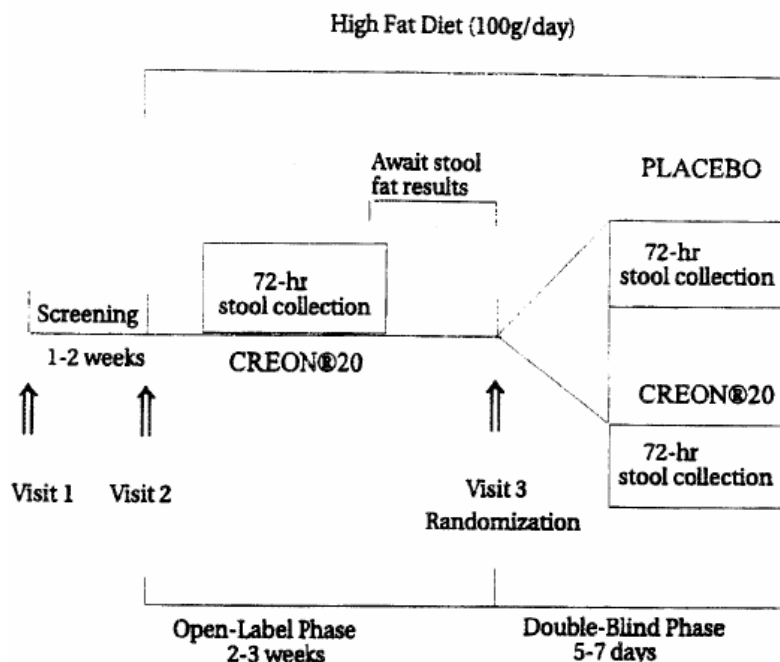 High Fat Diet (100g/day)
Await stool
fat results
PLACEBO
72-hr
stool collection
72-hr
stool collection
Screening
1-2 weeks
CREON®20
CREON®20
72-hr
stool collection
Visit 1
Visit 2
Visit 3
Randomization
Open-Label Phase
2-3 weeks
Double-Blind Phase
5-7 days